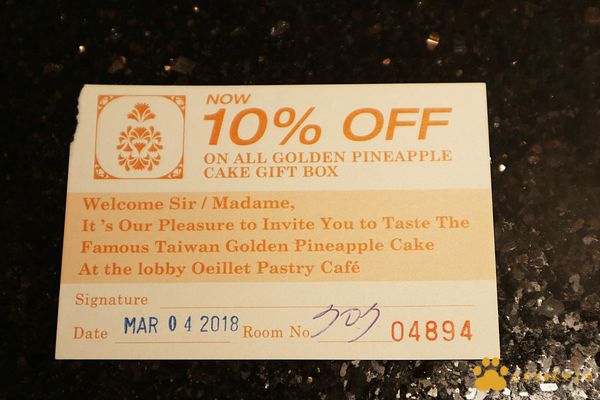 NOW
10% OFF
ON ALL GOLDEN PINEAPPLE
CAKE GIFT BOX
Welcome Sir / Madame,
It 's Our Pleasure to Invite You to Taste The
Famous Taiwan Golden Pineapple Cake
At the lobby Oeillet Pastry Café
Signature
Date MAR 04 2018 Room No. 505 04894